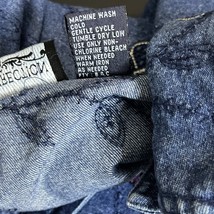 MACHINE WASH
COLD
GENTLE CYCLE
TUMBLE DRY LOW
USE ONLY NON-
CHLORINE BLEACH
WHEN NEEDED
WARM IRON
AS NEEDED